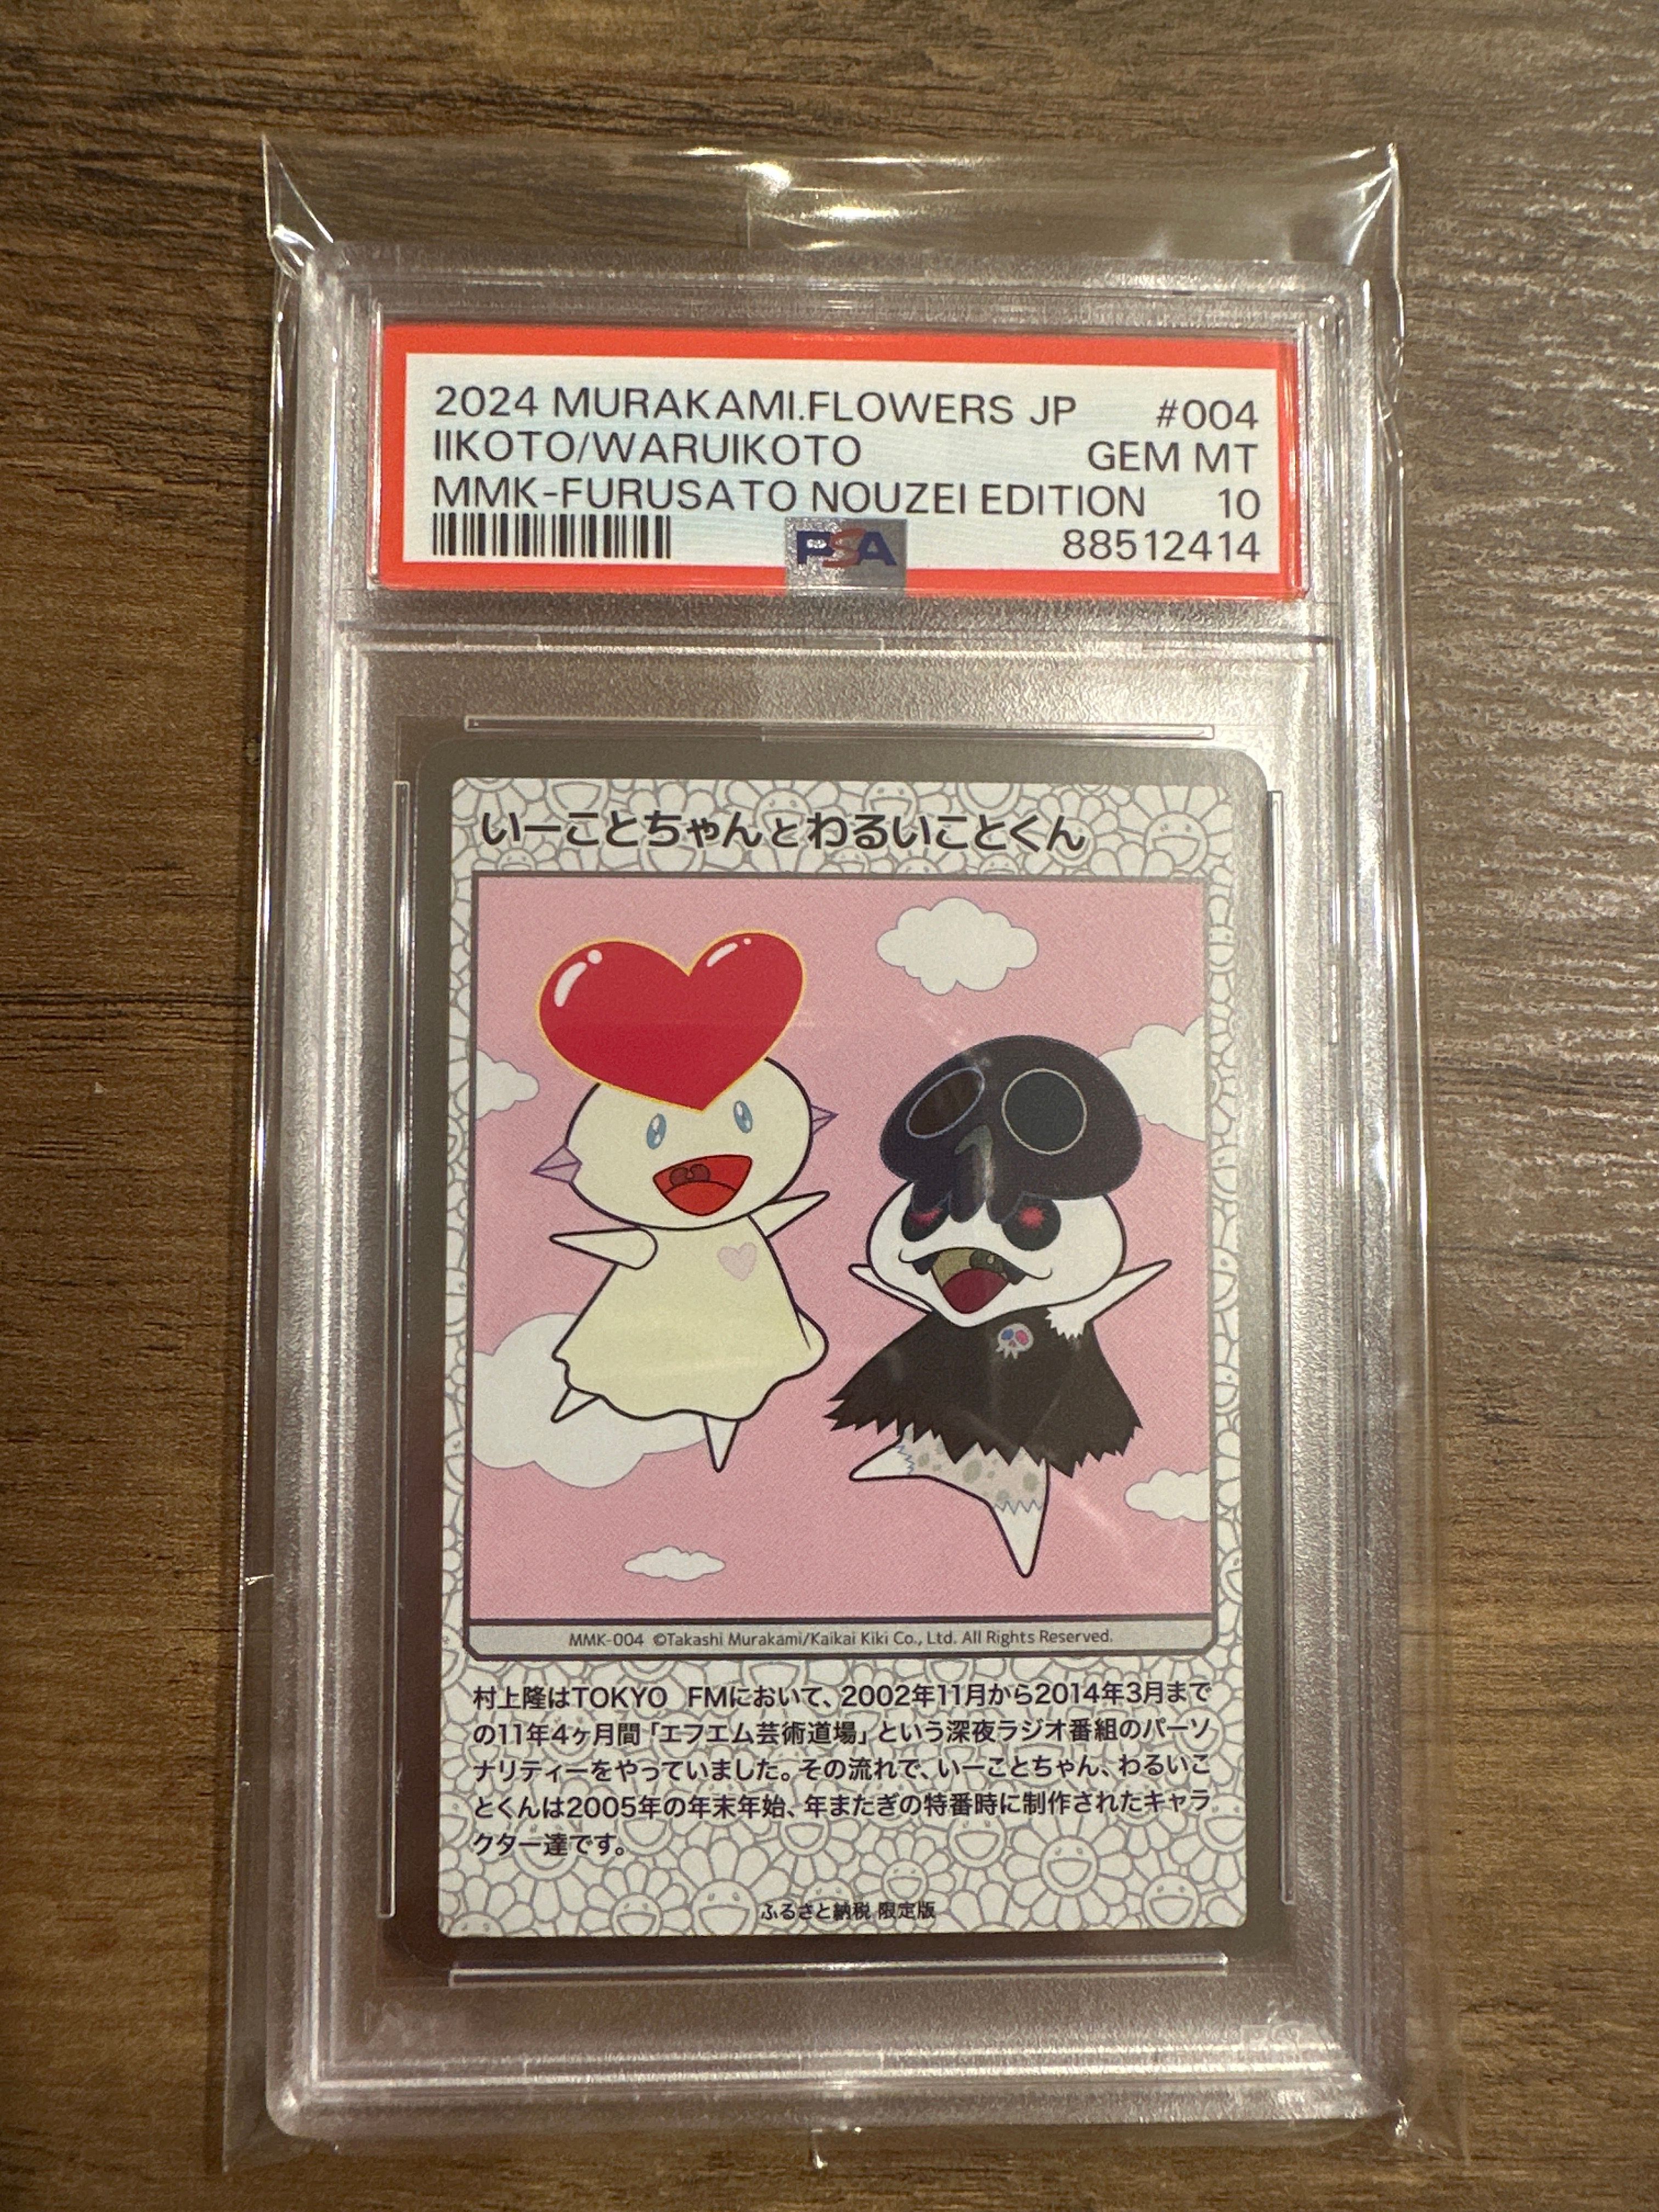 2024 MURAKAMI.FLOWERS JP #004
IIKOTO/WARUIKOTO GEM MT
MMK-FURUSATO NOUZEI EDITION 10
PSA 88512414
いーことちゃんとわるいことくん
MMK-004 ©Takashi Murakami/Kaikai Kiki Co., Ltd. All Rights Reserved.
村上隆はTOKYO FMにおいて、2002年11月から2014年3月まで
の11年4ヶ月間「エフエム芸術道場」という深夜ラジオ番組のパーソ
ナリティーをやっていました。その流れで、いーことちゃん、わるいこ
とくんは2005年の年末年始、年またぎの特番時に制作されたキャラ
クター達です。
ふるさと納税 限定版